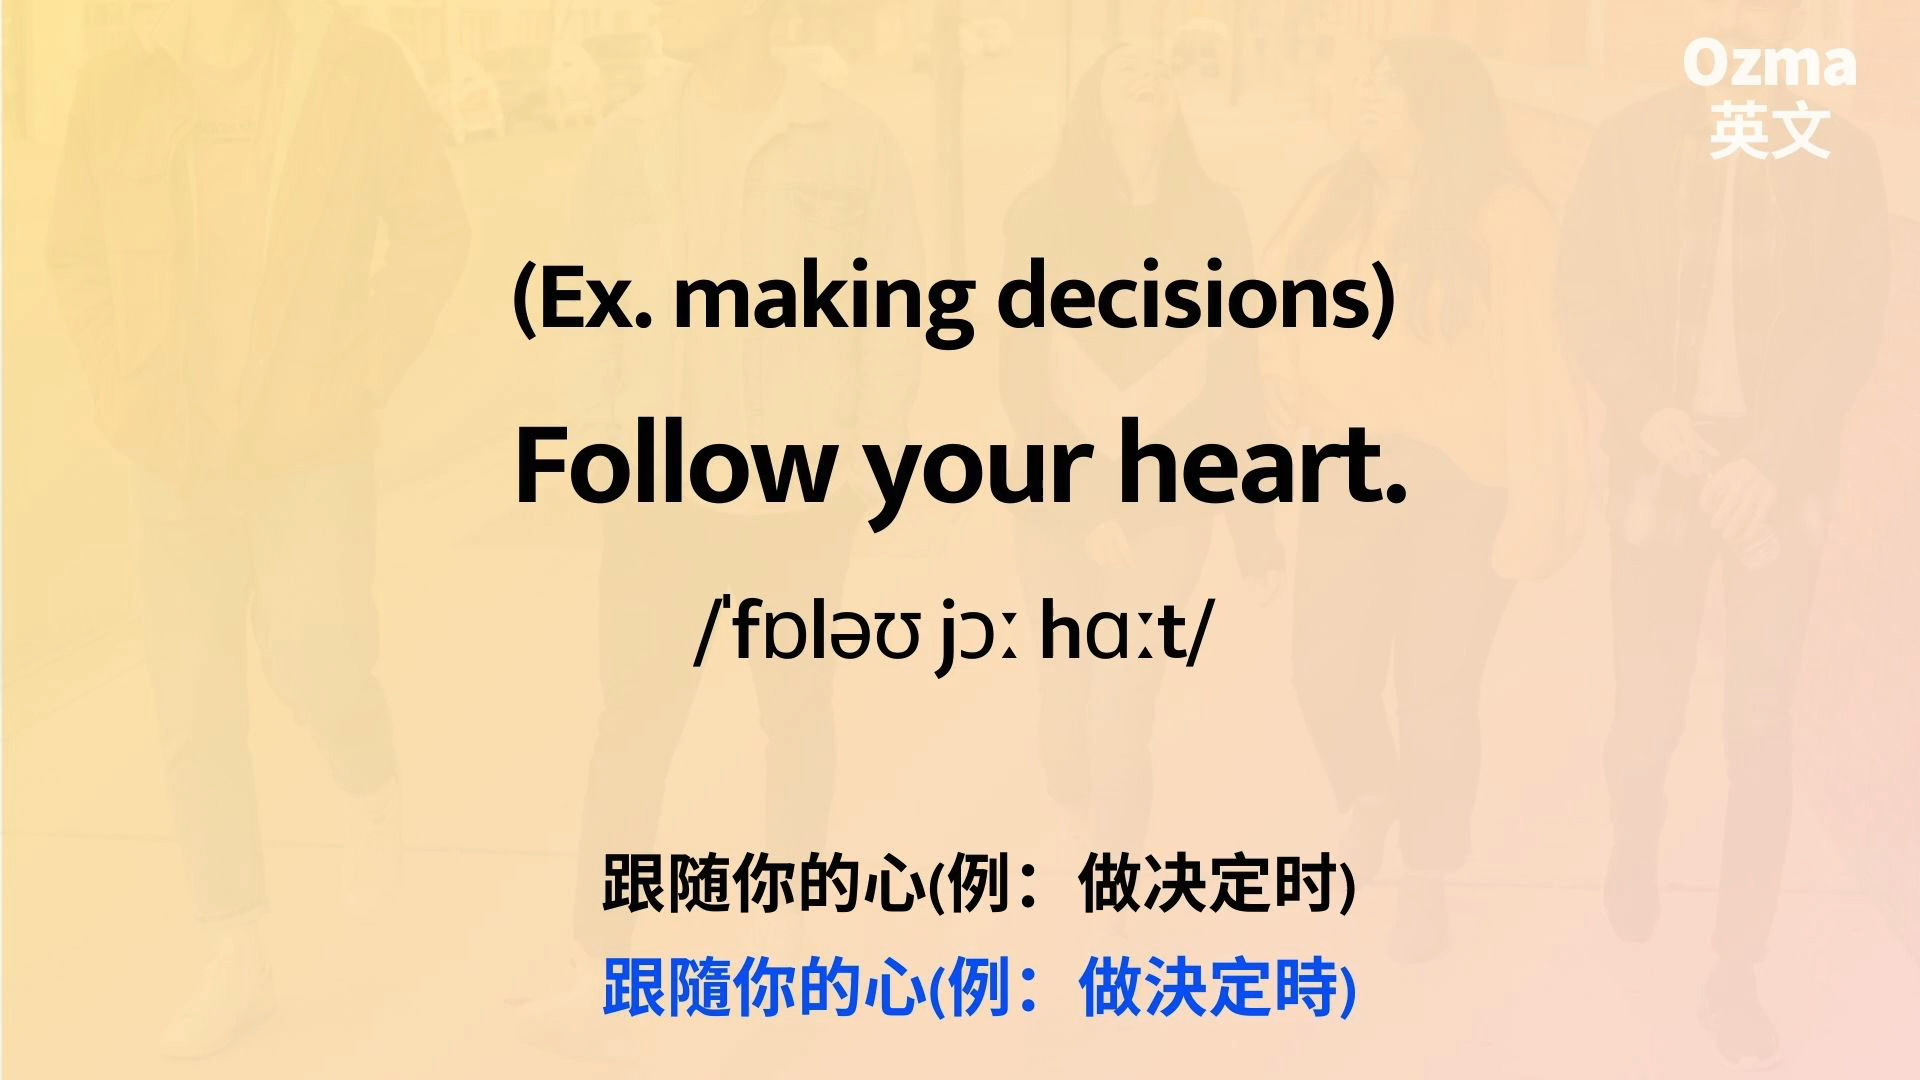 Ozma
英文
(Ex. making decisions)
Follow your heart.
/ˈfɒləʊ jɔː hɑːt/
跟随你的心(例：做决定时)
跟隨你的心(例：做決定時)